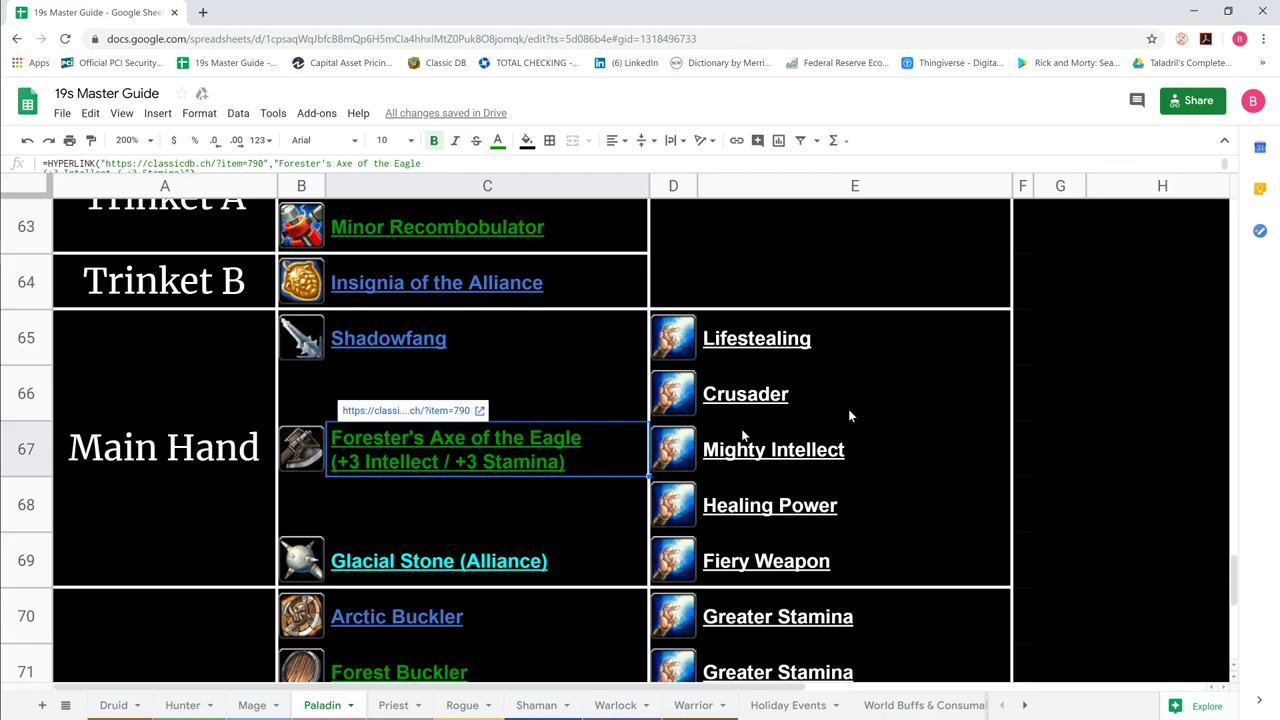 19s Master Guide - Google Sheet
docs.google.com/spreadsheets/d/1cpsaqWqJbfcB8mQp6H5mCla4hhxlMtZ0Puk8O8jomqk/edit?ts=5d086b4e#gid=1318496733
B
Apps
Official PCI Security...
19s Master Guide -...
Capital Asset Pricin...
Classic DB
TOTAL CHECKING -...
(6) LinkedIn
Dictionary by Merri...
Federal Reserve Eco...
Thingiverse - Digita...
Rick and Morty: Sea...
Taladril's Complete...
19s Master Guide
File Edit View Insert Format Data Tools Add-ons Help All changes saved in Drive
Share
B
200% $ % .0 .00 123 Arial 10 B I S A
fx =HYPERLINK("https://classicdb.ch/?item=790","Forester's Axe of the Eagle
(+3 Intellect / +3 Stamina)")
A B C D E F G H
Trinket A
63 Minor Recombobulator
64 Trinket B Insignia of the Alliance
65 Shadowfang Lifestealing
66 Crusader
https://classi....ch/?item=790
67 Main Hand Forester's Axe of the Eagle Mighty Intellect
(+3 Intellect / +3 Stamina)
68 Healing Power
69 Glacial Stone (Alliance) Fiery Weapon
70 Arctic Buckler Greater Stamina
71 Forest Buckler Greater Stamina
Druid Hunter Mage Paladin Priest Rogue Shaman Warlock Warrior Holiday Events World Buffs & Consuma
Explore